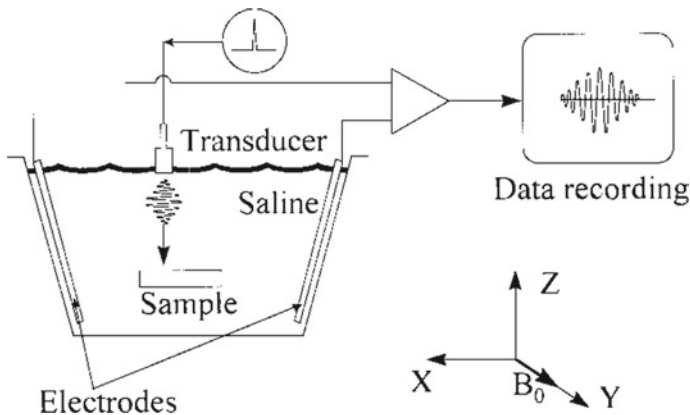 Transducer
Saline
Data recording
Sample
Electrodes
Z
X
B₀
Y